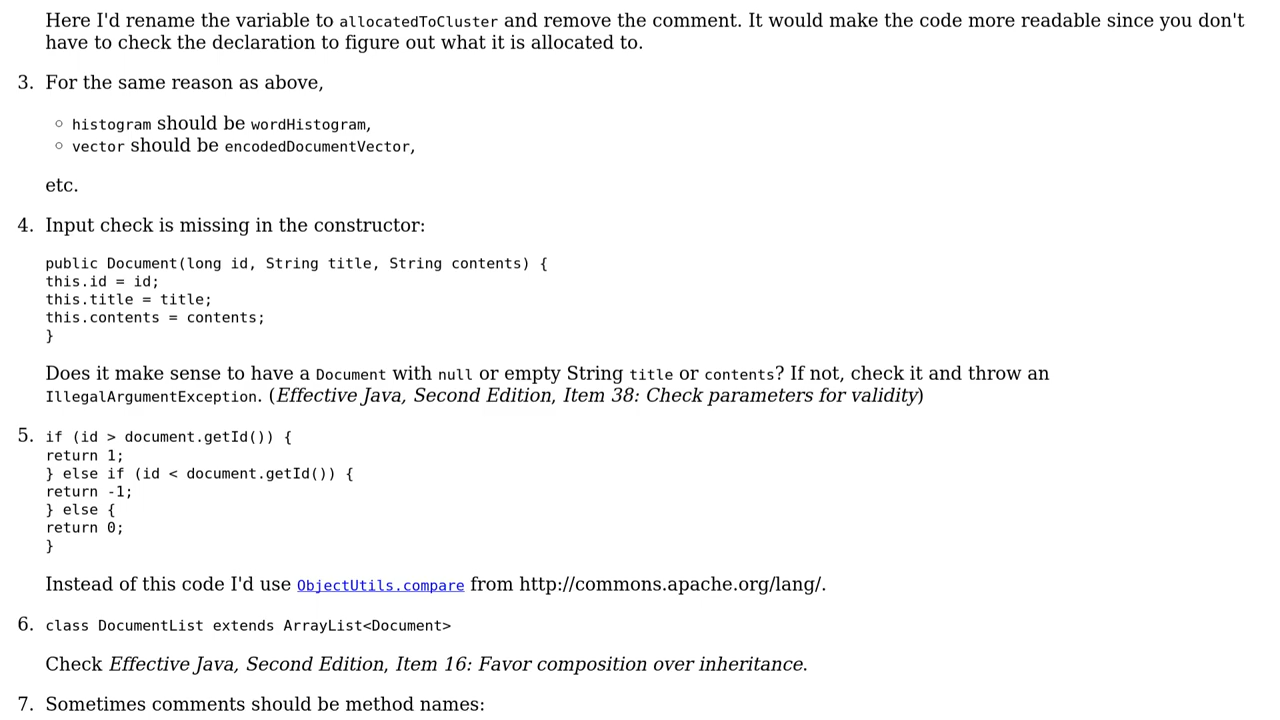 Here I'd rename the variable to allocatedToCluster and remove the comment. It would make the code more readable since you don't
have to check the declaration to figure out what it is allocated to.
3. For the same reason as above,
◦ histogram should be wordHistogram,
◦ vector should be encodedDocumentVector,
etc.
4. Input check is missing in the constructor:
public Document(long id, String title, String contents) {
this.id = id;
this.title = title;
this.contents = contents;
}
Does it make sense to have a Document with null or empty String title or contents? If not, check it and throw an
IllegalArgumentException. (Effective Java, Second Edition, Item 38: Check parameters for validity)
5. if (id > document.getId()) {
return 1;
} else if (id < document.getId()) {
return -1;
} else {
return 0;
}
Instead of this code I'd use ObjectUtils.compare from http://commons.apache.org/lang/.
6. class DocumentList extends ArrayList<Document>
Check Effective Java, Second Edition, Item 16: Favor composition over inheritance.
7. Sometimes comments should be method names: